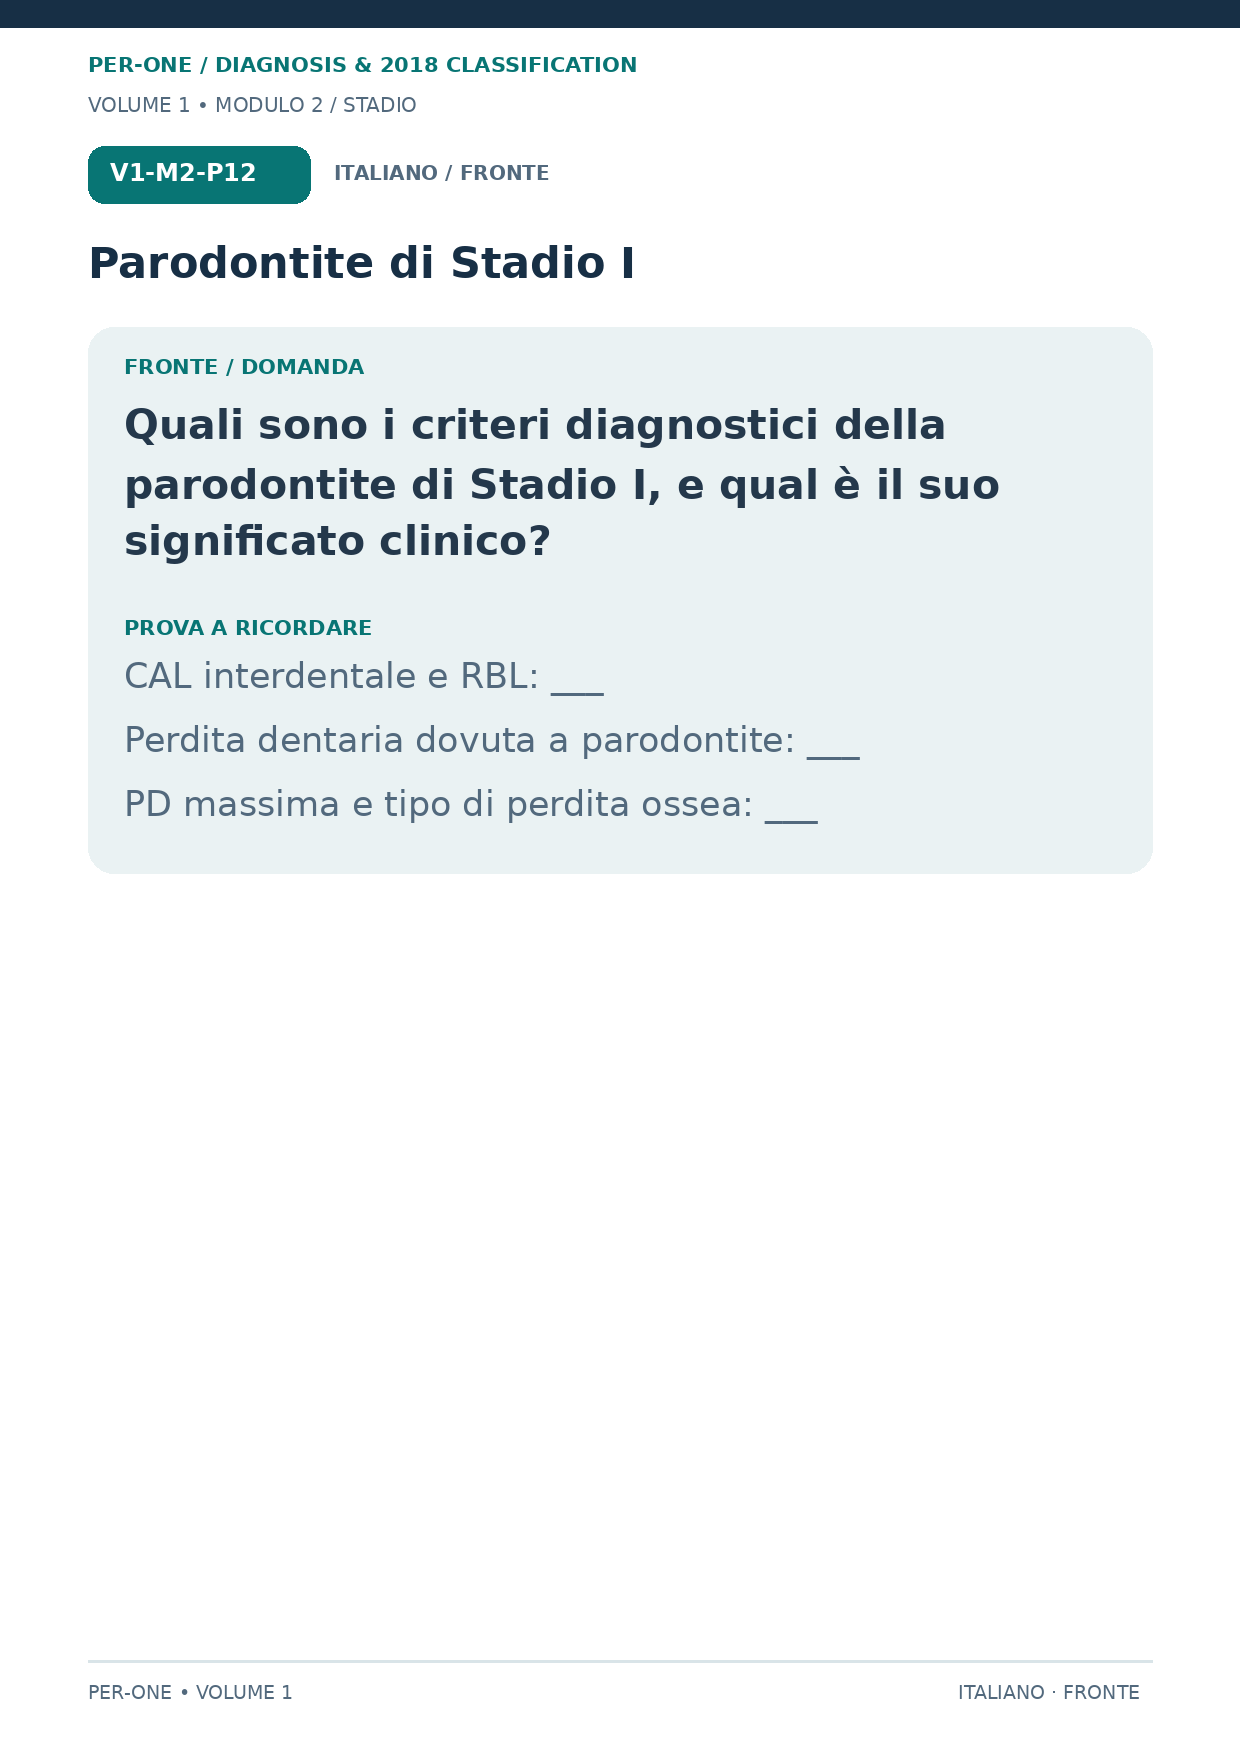 PER-ONE / DIAGNOSIS & 2018 CLASSIFICATION
VOLUME 1 • MODULO 2 / STADIO
V1-M2-P12
ITALIANO / FRONTE
Parodontite di Stadio I
FRONTE / DOMANDA
Quali sono i criteri diagnostici della
parodontite di Stadio I, e qual è il suo
significato clinico?
PROVA A RICORDARE
CAL interdentale e RBL: ___
Perdita dentaria dovuta a parodontite: ___
PD massima e tipo di perdita ossea: ___
PER-ONE • VOLUME 1
ITALIANO · FRONTE